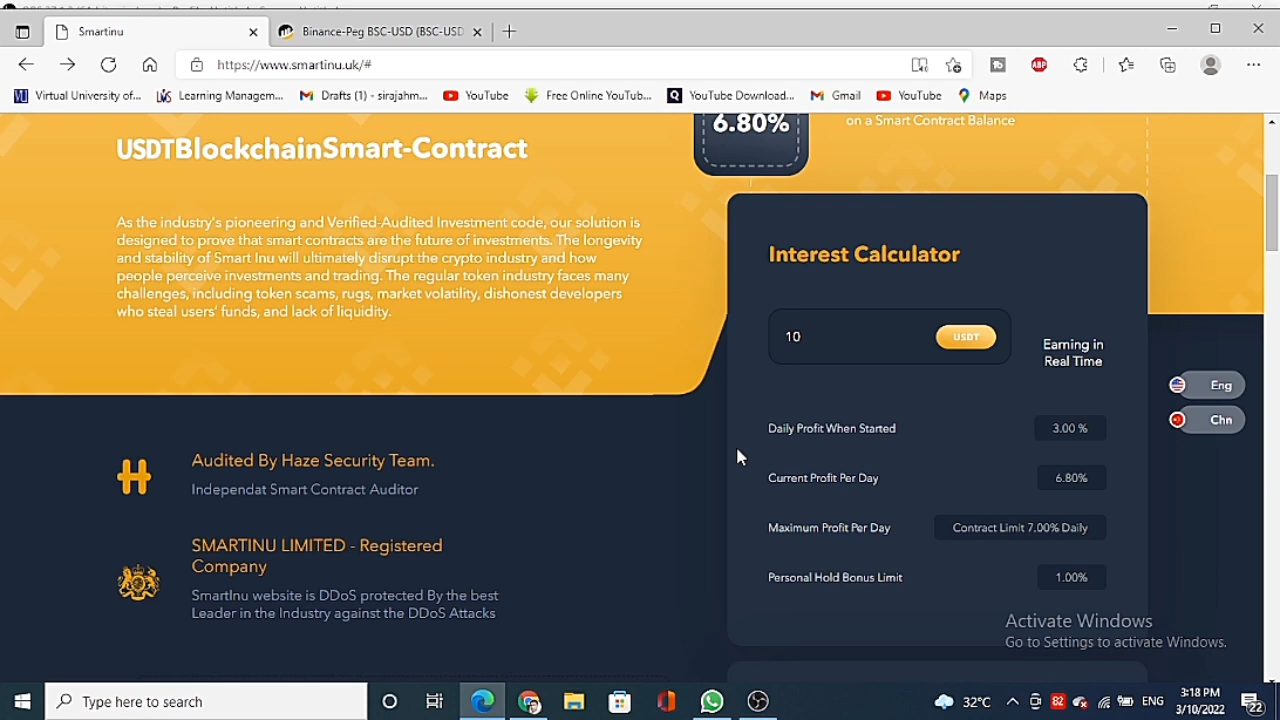 Smartinu
Binance-Peg BSC-USD (BSC-USD
https://www.smartinu.uk/#
ABP
Virtual University of...
Learning Managem...
Drafts (1) - sirajahm...
YouTube
Free Online YouTub...
YouTube Download...
Gmail
YouTube
Maps
6.80%
on a Smart Contract Balance
USDTBlockchainSmart-Contract
As the industry's pioneering and Verified-Audited Investment code, our solution is
designed to prove that smart contracts are the future of investments. The longevity
and stability of Smart Inu will ultimately disrupt the crypto industry and how
people perceive investments and trading. The regular token industry faces many
challenges, including token scams, rugs, market volatility, dishonest developers
who steal users' funds, and lack of liquidity.
Interest Calculator
10
USDT
Earning in
Real Time
Daily Profit When Started
3.00 %
Current Profit Per Day
6.80%
Maximum Profit Per Day
Contract Limit 7.00% Daily
Personal Hold Bonus Limit
1.00%
Eng
Chn
Audited By Haze Security Team.
Independat Smart Contract Auditor
SMARTINU LIMITED - Registered
Company
SmartInu website is DDoS protected By the best
Leader in the Industry against the DDoS Attacks
Activate Windows
Go to Settings to activate Windows.
Type here to search
32°C
82
ENG
3:18 PM
3/10/2022
22